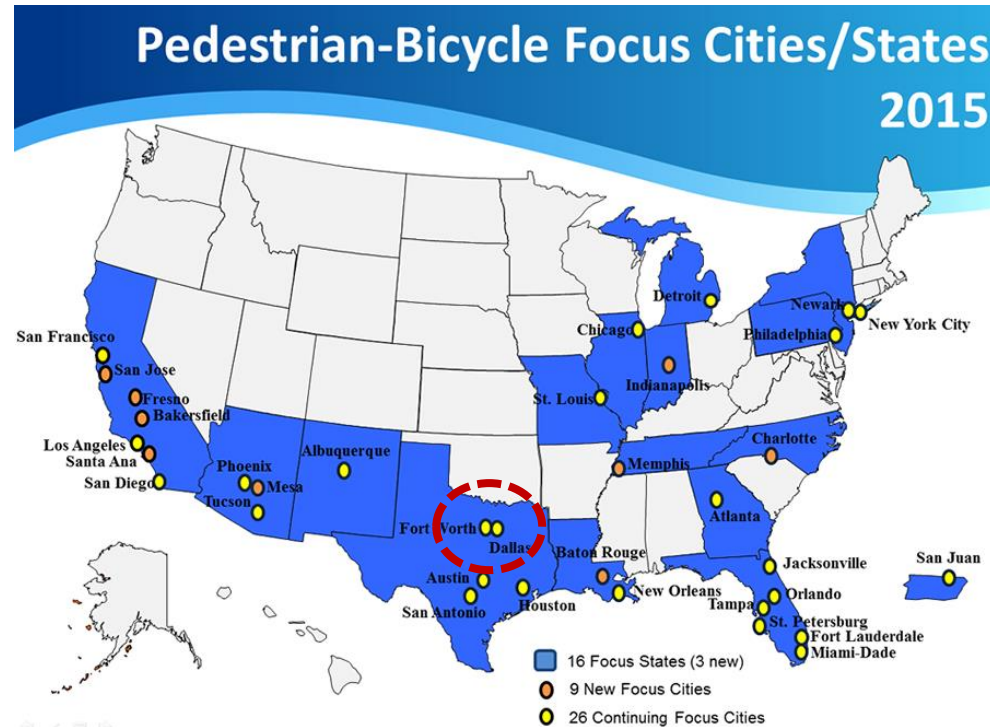 Pedestrian-Bicycle Focus Cities/States
2015
Detroit
Newark
New York City
Chicago
Philadelphia
San Francisco
San Jose
Indianapolis
Fresno
St. Louis
Bakersfield
Charlotte
Los Angeles
Albuquerque
Santa Ana
Memphis
Phoenix
San Diego
Mesa
Tucson
Atlanta
Fort Worth
Dallas
Baton Rouge
San Juan
Jacksonville
Austin
New Orleans
Orlando
San Antonio
Houston
Tampa
St. Petersburg
Fort Lauderdale
Miami-Dade
16 Focus States (3 new)
9 New Focus Cities
26 Continuing Focus Cities